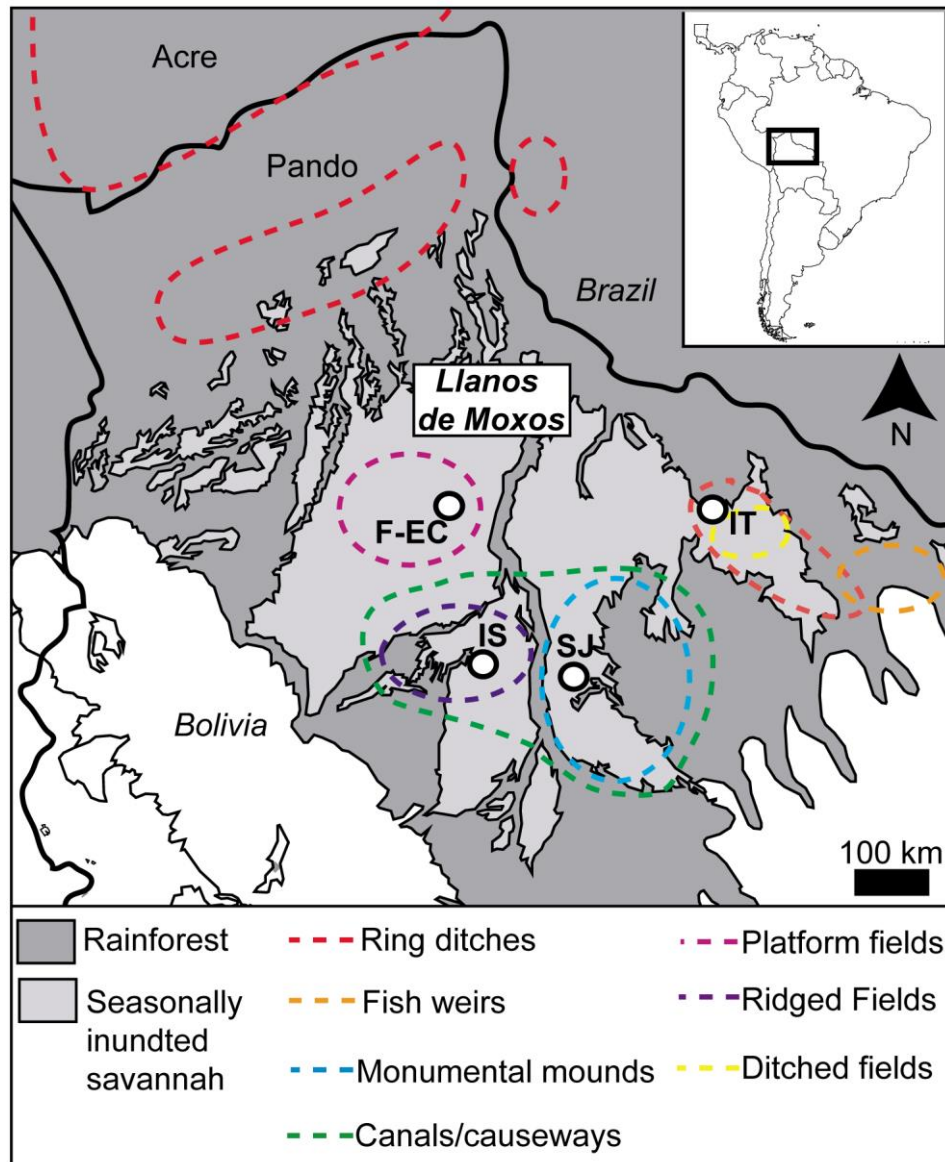 Acre
Pando
Brazil
N
Llanos
de Moxos
F-EC
IT
IS
SJ
Bolivia
100 km
Rainforest
Seasonally
inundted
savannah
Ring ditches
Fish weirs
Monumental mounds
Canals/causeways
Platform fields
Ridged Fields
Ditched fields